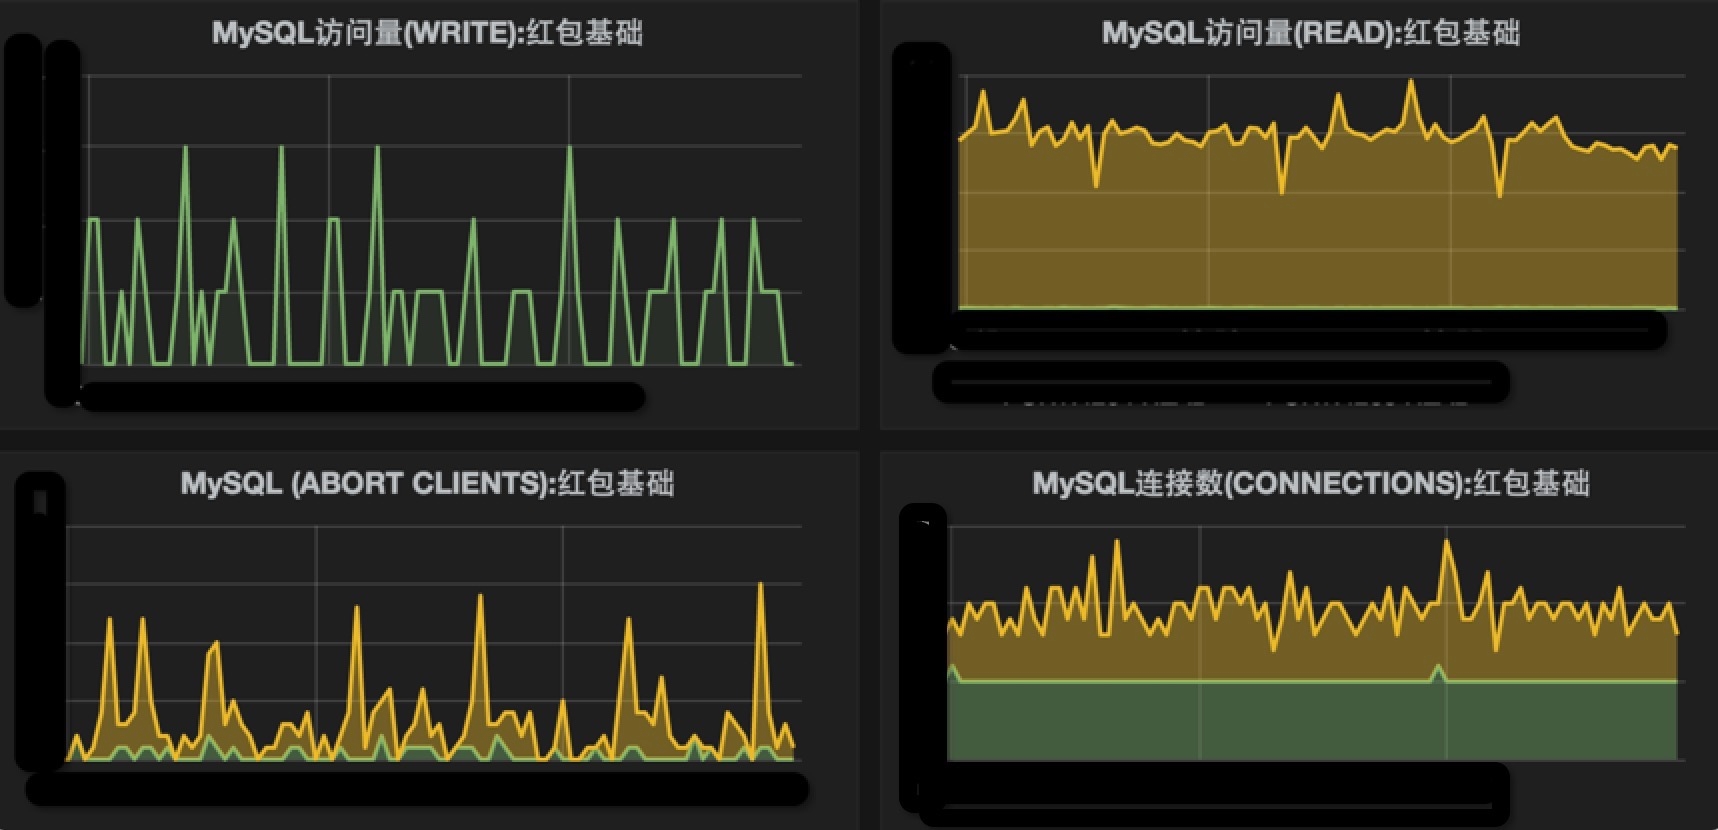 MySQL访问量(WRITE):红包基础
MySQL访问量(READ):红包基础
MySQL (ABORT CLIENTS):红包基础
MySQL连接数(CONNECTIONS):红包基础